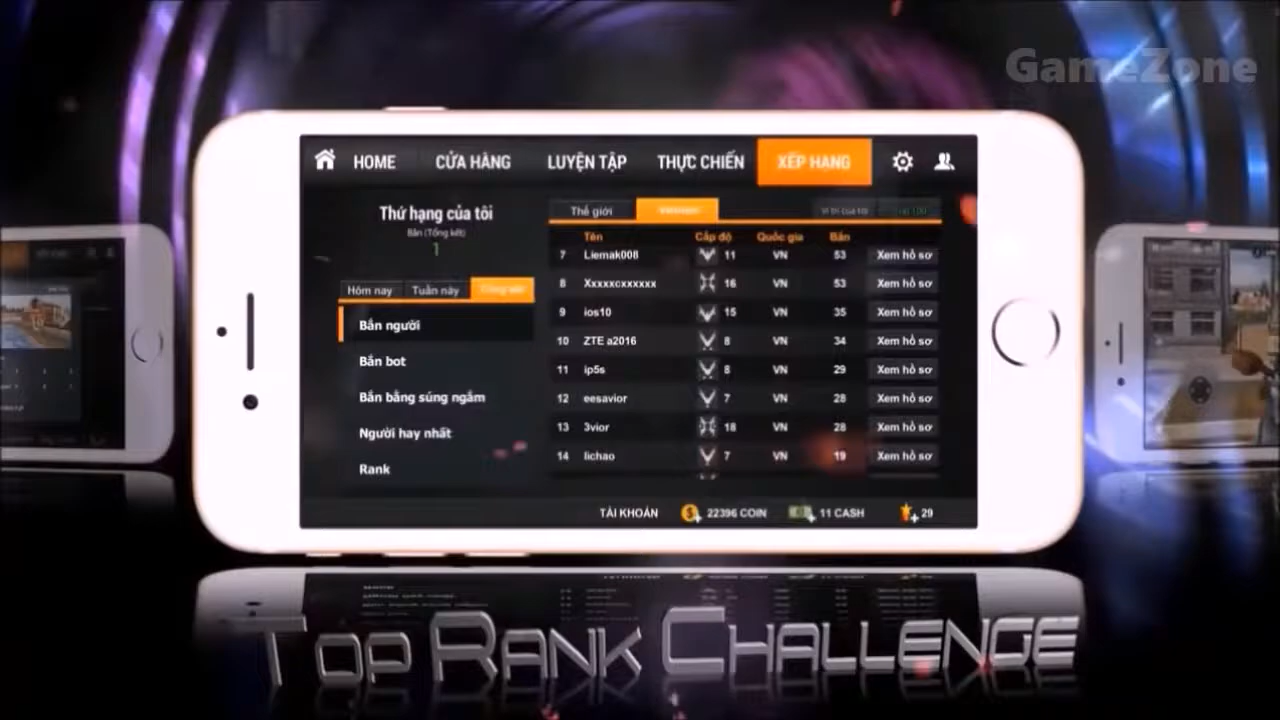 GameZone
HOME CỬA HÀNG LUYỆN TẬP THỰC CHIẾN XẾP HẠNG
Thứ hạng của tôi
Bắn (Tổng kết)
1
Hôm nay Tuần này
Bắn người
Bắn bot
Bắn bằng súng ngắm
Người hay nhất
Rank
Thế giới
Tên Cấp độ Quốc gia Bắn
7 Liemak008 11 VN 53 Xem hồ sơ
8 Xxxxxcxxxxxx 16 VN 53 Xem hồ sơ
9 ios10 15 VN 35 Xem hồ sơ
10 ZTE a2016 8 VN 34 Xem hồ sơ
11 ip5s 8 VN 29 Xem hồ sơ
12 eesavior 7 VN 28 Xem hồ sơ
13 3vior 18 VN 28 Xem hồ sơ
14 lichao 7 VN 19 Xem hồ sơ
TÀI KHOẢN 22396 COIN 11 CASH 29
TOP RANK CHALLENGE